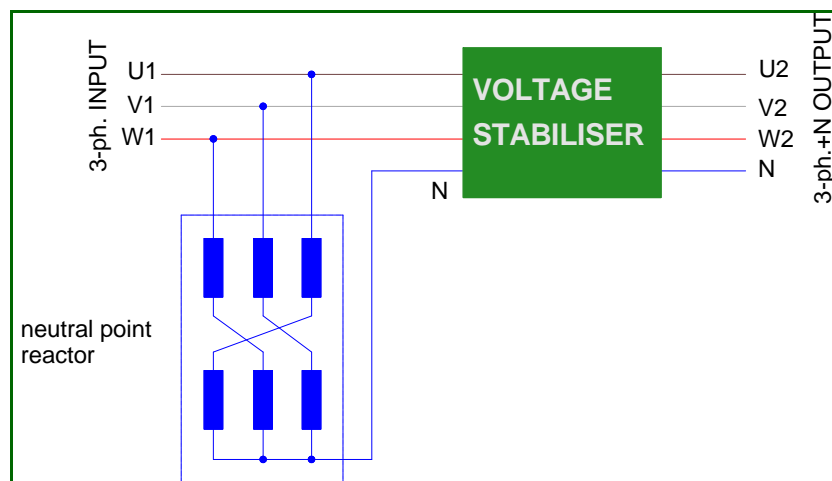 3-ph. INPUT
U1
V1
W1
VOLTAGE
STABILISER
N
U2
V2
W2
N
3-ph.+N OUTPUT
neutral point
reactor